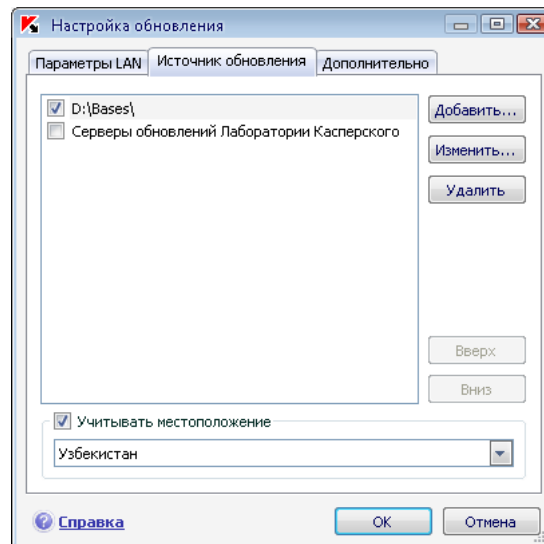 Настройка обновления
Параметры LAN
Источник обновления
Дополнительно
D:\Bases\
Серверы обновлений Лаборатории Касперского
Добавить...
Изменить...
Удалить
Вверх
Вниз
Учитывать местоположение
Узбекистан
Справка
ОК
Отмена